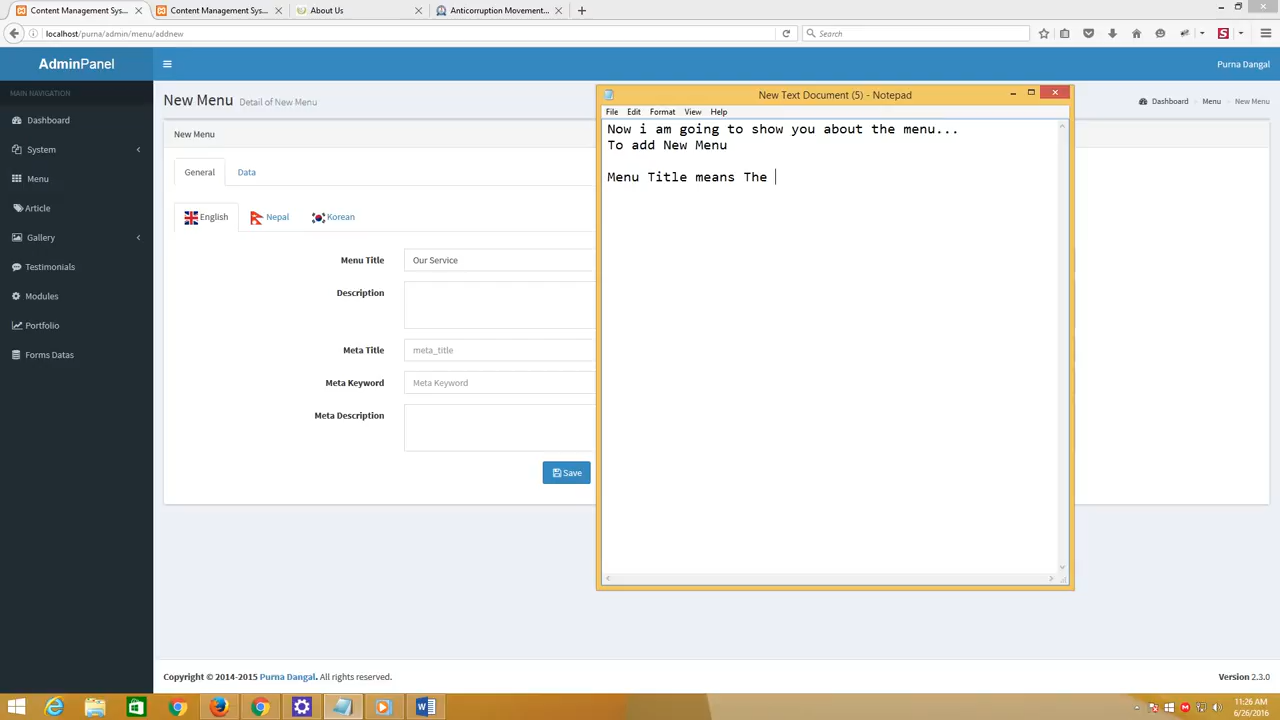 Content Management Sys...
Content Management Sys...
About Us
Anticorruption Movement...
localhost/purna/admin/menu/addnew
Search
AdminPanel
Purna Dangal
MAIN NAVIGATION
Dashboard
System
Menu
Article
Gallery
Testimonials
Modules
Portfolio
Forms Datas
New Menu Detail of New Menu
Dashboard > Menu > New Menu
New Menu
General
Data
English
Nepal
Korean
Menu Title
Our Service
Description
Meta Title
meta_title
Meta Keyword
Meta Keyword
Meta Description
Save
New Text Document (5) - Notepad
File Edit Format View Help
Now i am going to show you about the menu...
To add New Menu
Menu Title means The
Copyright © 2014-2015 Purna Dangal. All rights reserved.
Version 2.3.0
11:26 AM
6/26/2016